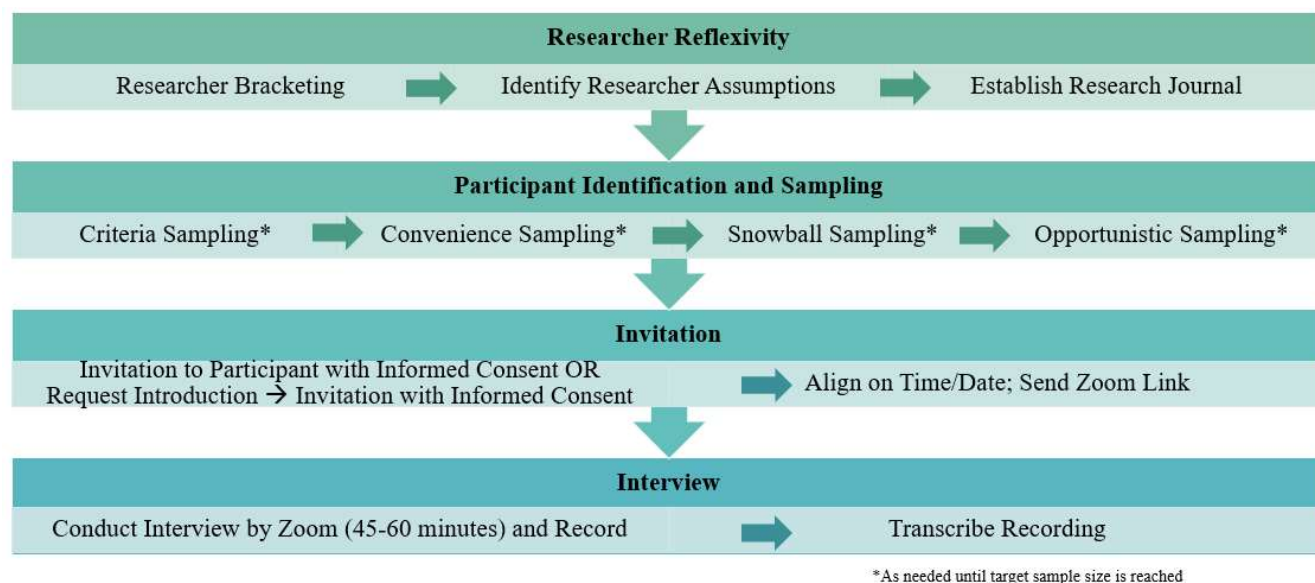 Researcher Reflexivity
Researcher Bracketing Identify Researcher Assumptions Establish Research Journal
Participant Identification and Sampling
Criteria Sampling* Convenience Sampling* Snowball Sampling* Opportunistic Sampling*
Invitation
Invitation to Participant with Informed Consent OR
Request Introduction → Invitation with Informed Consent
Align on Time/Date; Send Zoom Link
Interview
Conduct Interview by Zoom (45-60 minutes) and Record Transcribe Recording
*As needed until target sample size is reached